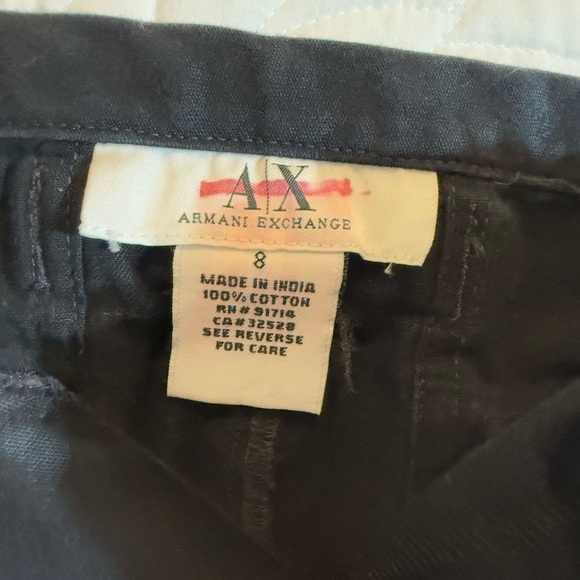 A|X
ARMANI EXCHANGE
8
MADE IN INDIA
100% COTTON
RN# 91714
CA#32528
SEE REVERSE
FOR CARE